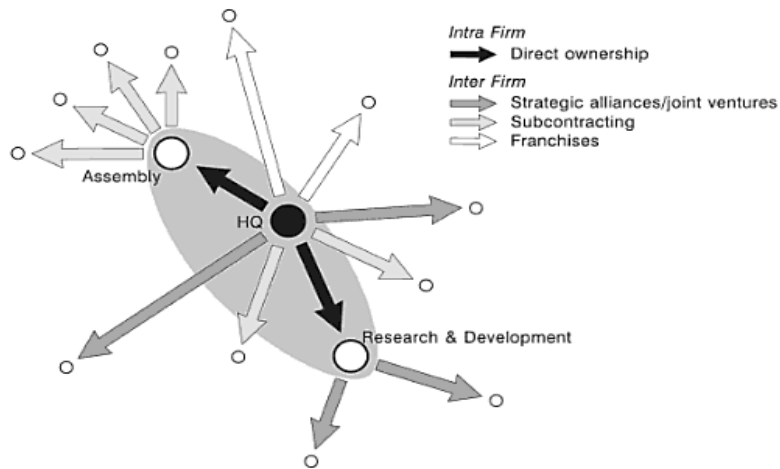 Intra Firm
Direct ownership
Inter Firm
Strategic alliances/joint ventures
Subcontracting
Franchises
Assembly
HQ
Research & Development